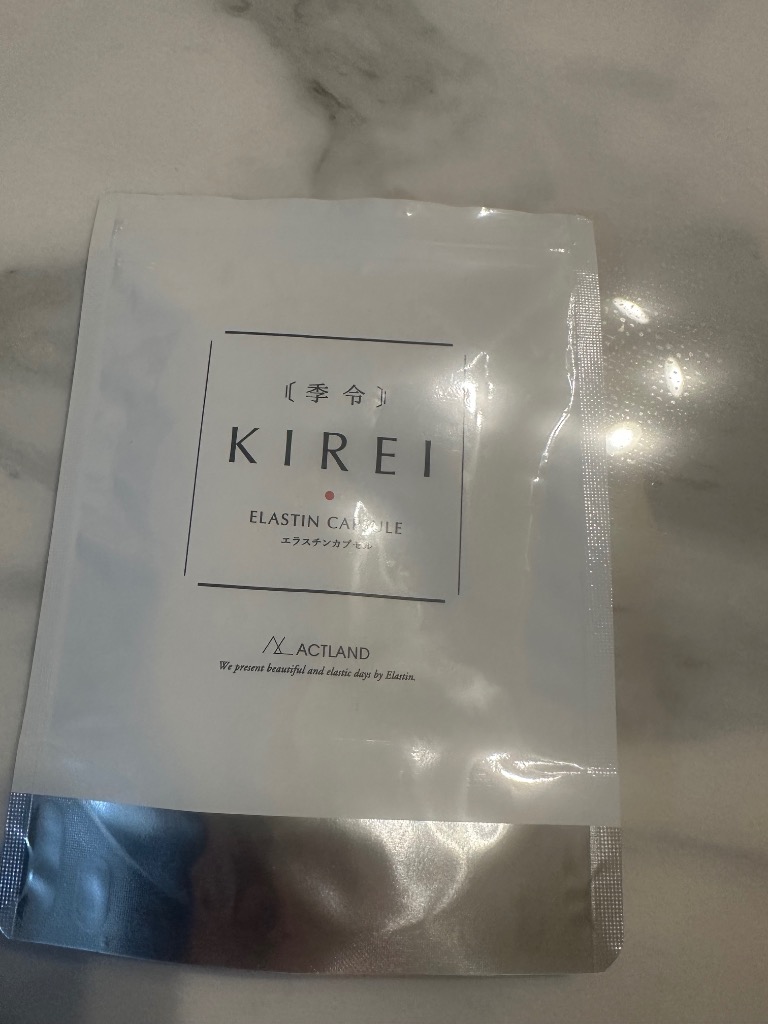 〘季令〙
KIREI
ELASTIN CAPSULE
エラスチンカプセル
ACTLAND
We present beautiful and elastic days by Elastin.